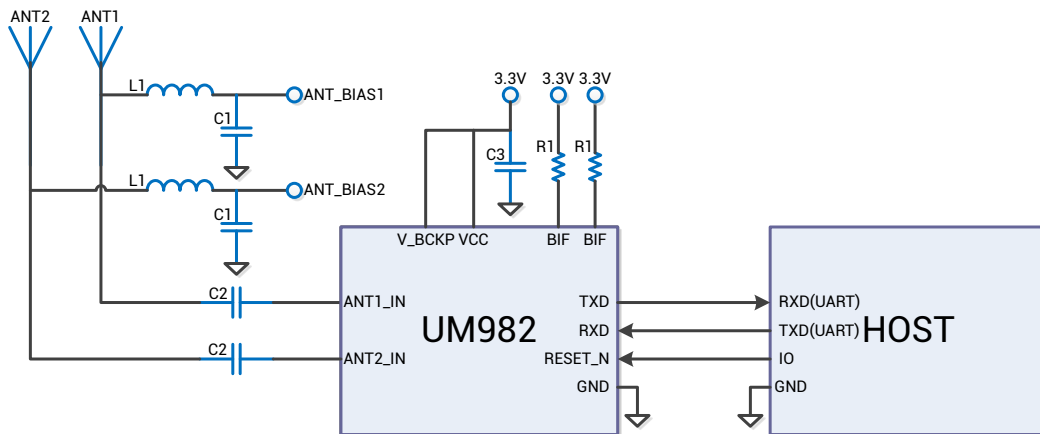 ANT2 ANT1
L1 ANT_BIAS1
C1
3.3V 3.3V 3.3V
C3 R1 R1
L1 ANT_BIAS2
C1
V_BCKP VCC BIF BIF
C2 ANT1_IN
C2 ANT2_IN
UM982
TXD
RXD
RESET_N
GND
RXD(UART)
TXD(UART)
IO
GND
HOST